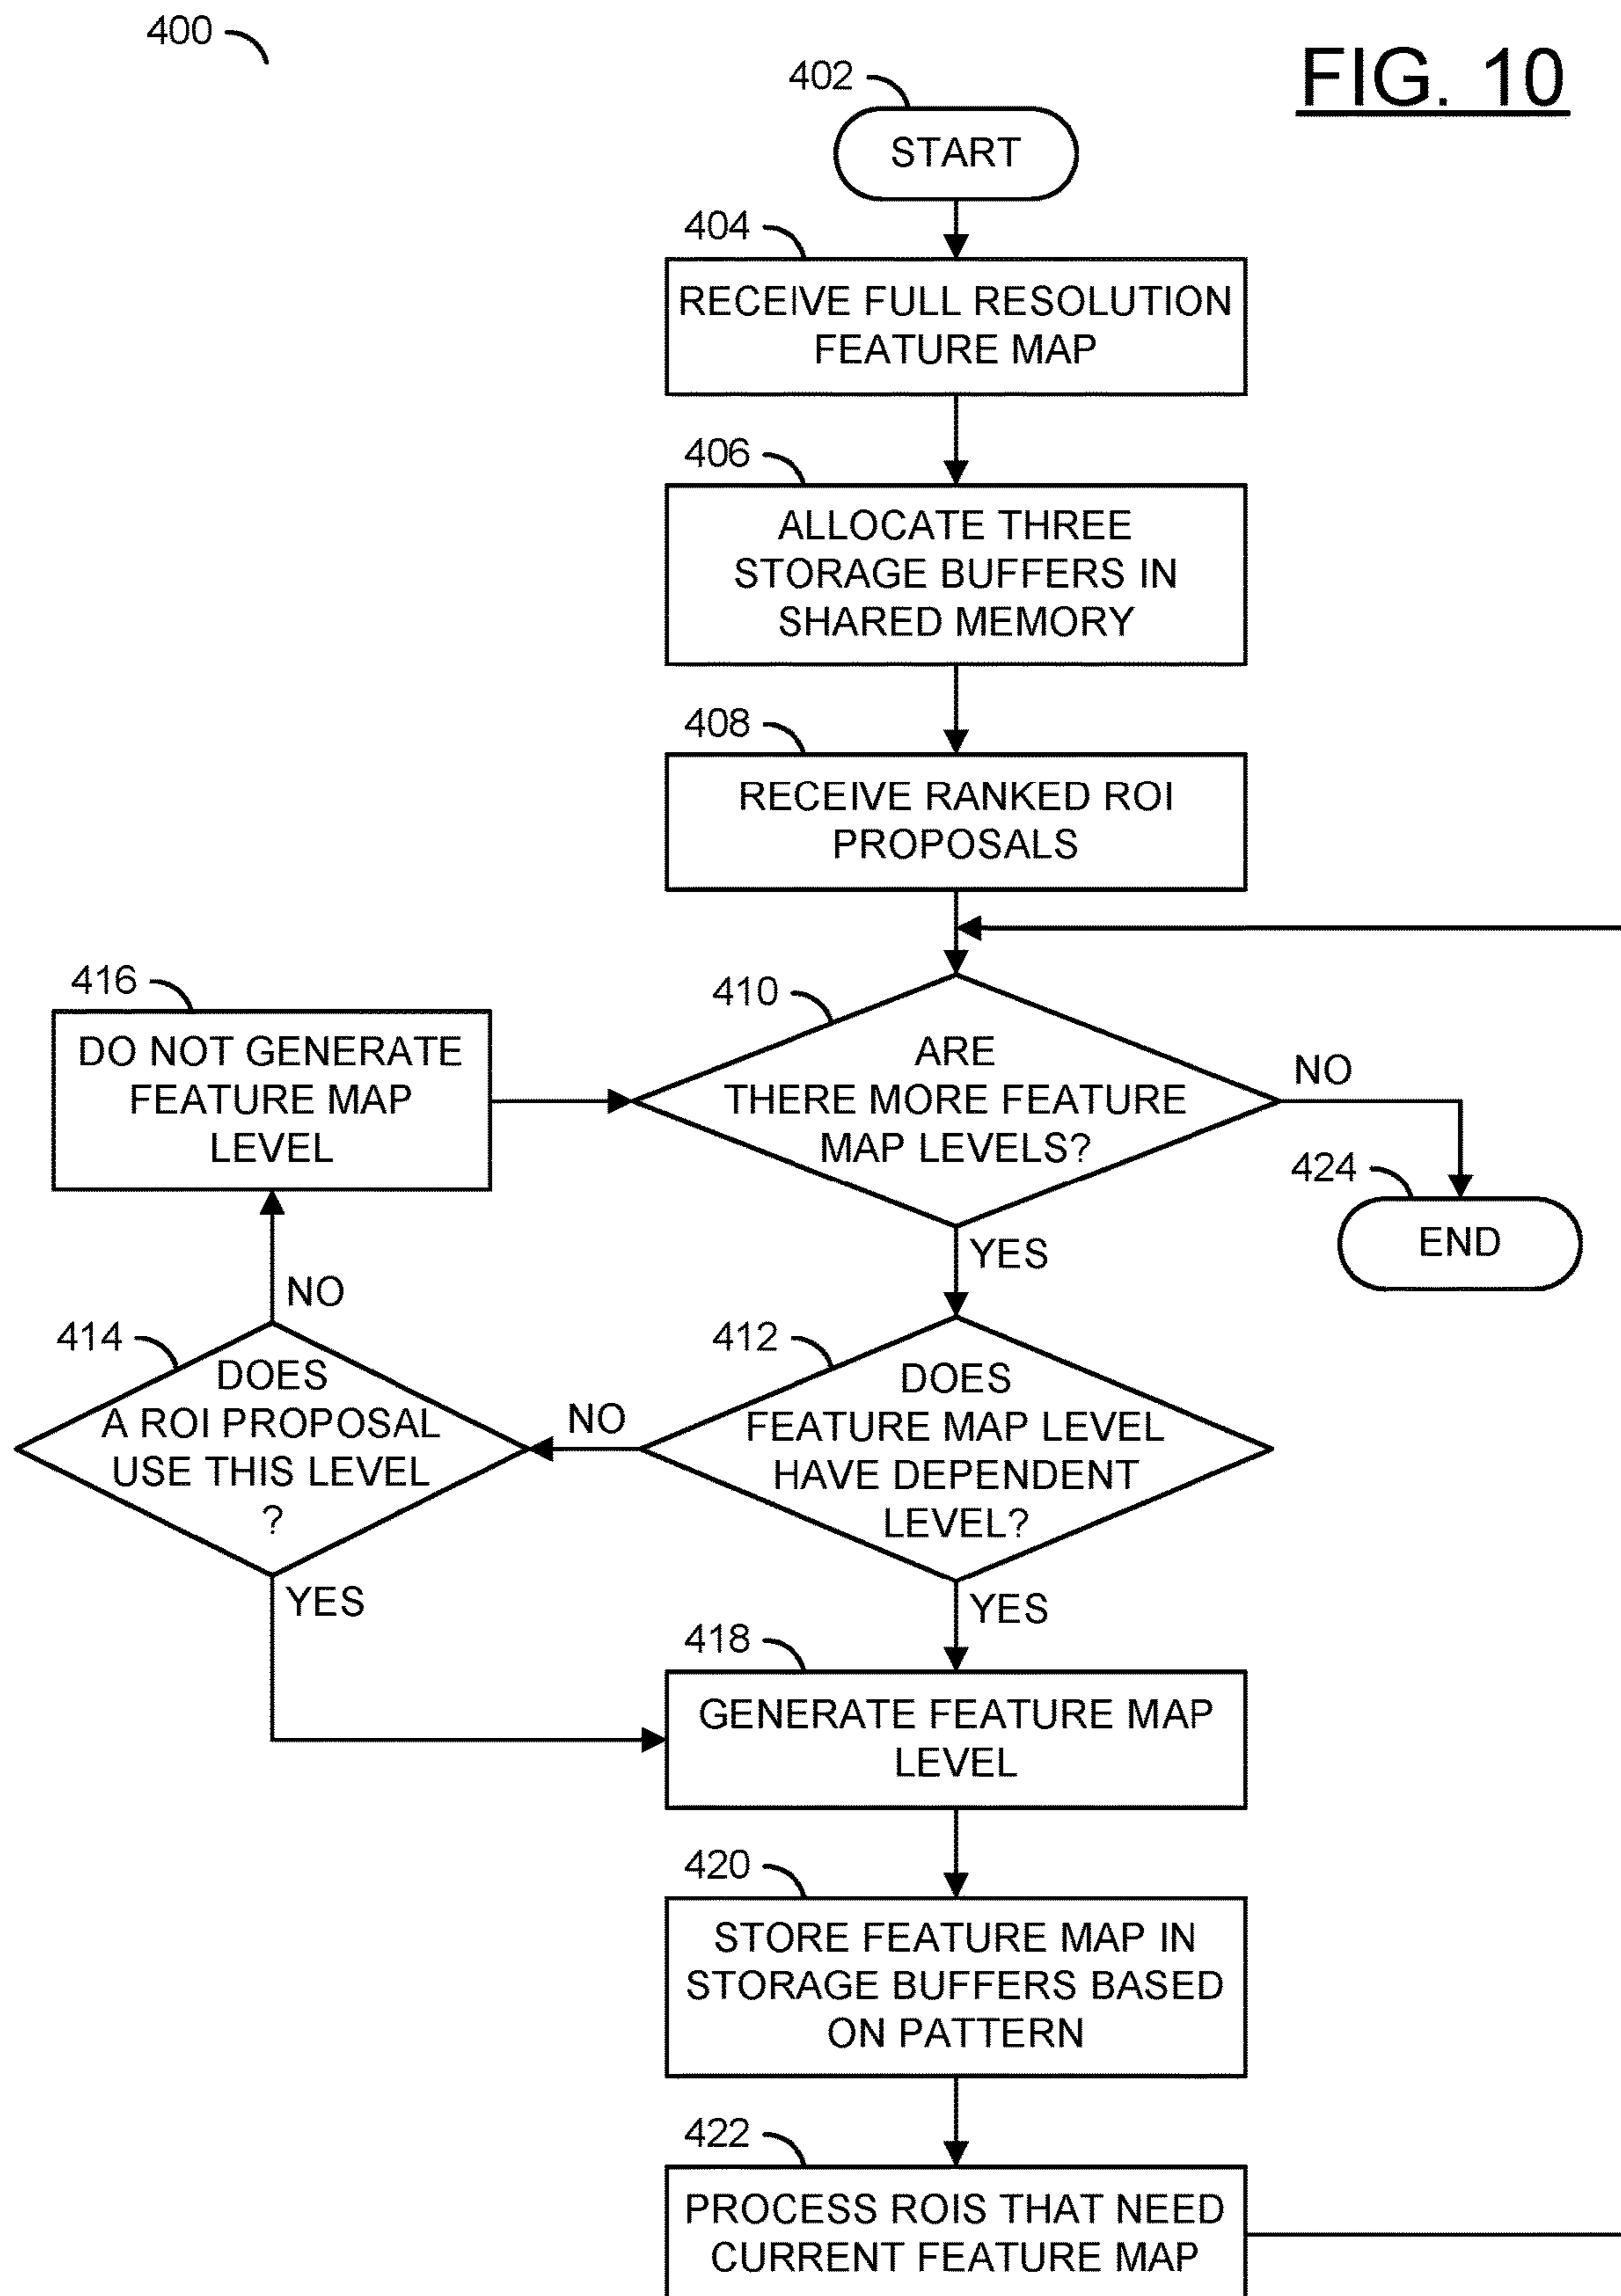 400
FIG. 10
402
START
404
RECEIVE FULL RESOLUTION
FEATURE MAP
406
ALLOCATE THREE
STORAGE BUFFERS IN
SHARED MEMORY
408
RECEIVE RANKED ROI
PROPOSALS
416
DO NOT GENERATE
FEATURE MAP
LEVEL
410
ARE
THERE MORE FEATURE
MAP LEVELS?
NO
424
END
YES
NO
414
DOES
A ROI PROPOSAL
USE THIS LEVEL
?
NO
412
DOES
FEATURE MAP LEVEL
HAVE DEPENDENT
LEVEL?
YES
YES
418
GENERATE FEATURE MAP
LEVEL
420
STORE FEATURE MAP IN
STORAGE BUFFERS BASED
ON PATTERN
422
PROCESS ROIS THAT NEED
CURRENT FEATURE MAP